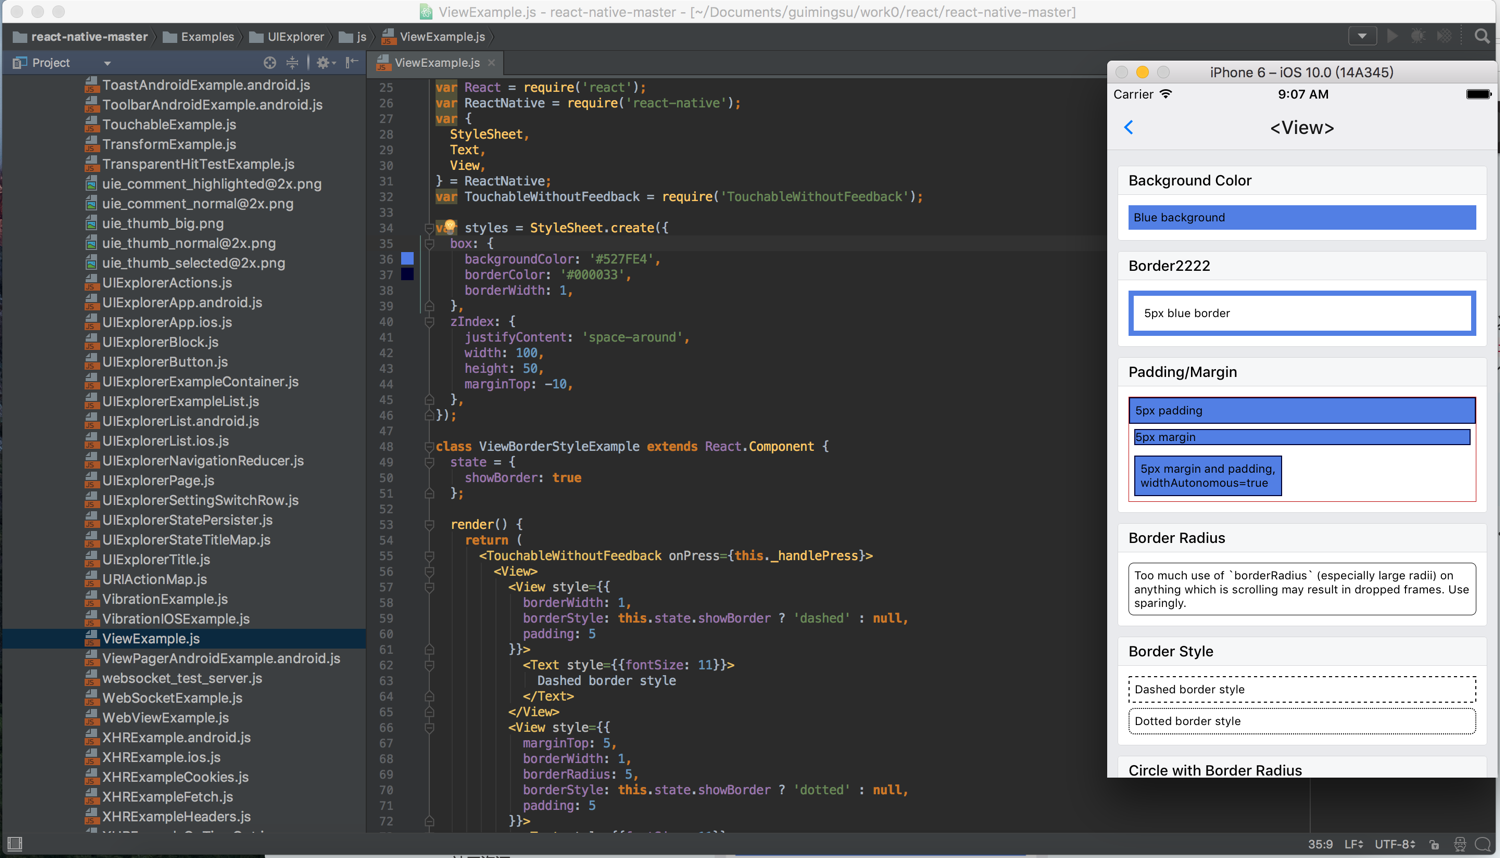 ViewExample.js - react-native-master - [~/Documents/guimingsu/work0/react/react-native-master]
react-native-master Examples UIExplorer js ViewExample.js
Project
ViewExample.js
ToastAndroidExample.android.js
ToolbarAndroidExample.android.js
TouchableExample.js
TransformExample.js
TransparentHitTestExample.js
uie_comment_highlighted@2x.png
uie_comment_normal@2x.png
uie_thumb_big.png
uie_thumb_normal@2x.png
uie_thumb_selected@2x.png
UIExplorerActions.js
UIExplorerApp.android.js
UIExplorerApp.ios.js
UIExplorerBlock.js
UIExplorerButton.js
UIExplorerExampleContainer.js
UIExplorerExampleList.js
UIExplorerList.android.js
UIExplorerList.ios.js
UIExplorerNavigationReducer.js
UIExplorerPage.js
UIExplorerSettingSwitchRow.js
UIExplorerStatePersister.js
UIExplorerStateTitleMap.js
UIExplorerTitle.js
URIActionMap.js
VibrationExample.js
VibrationIOSExample.js
ViewExample.js
ViewPagerAndroidExample.android.js
websocket_test_server.js
WebSocketExample.js
WebViewExample.js
XHRExample.android.js
XHRExample.ios.js
XHRExampleCookies.js
XHRExampleFetch.js
XHRExampleHeaders.js
25 var React = require('react');
26 var ReactNative = require('react-native');
27 var {
28 StyleSheet,
29 Text,
30 View,
31 } = ReactNative;
32 var TouchableWithoutFeedback = require('TouchableWithoutFeedback');
33
34 var styles = StyleSheet.create({
35 box: {
36 backgroundColor: '#527FE4',
37 borderColor: '#000033',
38 borderWidth: 1,
39 },
40 zIndex: {
41 justifyContent: 'space-around',
42 width: 100,
43 height: 50,
44 marginTop: -10,
45 },
46 });
47
48 class ViewBorderStyleExample extends React.Component {
49 state = {
50 showBorder: true
51 };
52
53 render() {
54 return (
55 <TouchableWithoutFeedback onPress={this._handlePress}>
56 <View>
57 <View style={{
58 borderWidth: 1,
59 borderStyle: this.state.showBorder ? 'dashed' : null,
60 padding: 5
61 }}>
62 <Text style={{fontSize: 11}}>
63 Dashed border style
64 </Text>
65 </View>
66 <View style={{
67 marginTop: 5,
68 borderWidth: 1,
69 borderRadius: 5,
70 borderStyle: this.state.showBorder ? 'dotted' : null,
71 padding: 5
72 }}>
iPhone 6 – iOS 10.0 (14A345)
Carrier 9:07 AM
<View>
Background Color
Blue background
Border2222
5px blue border
Padding/Margin
5px padding
5px margin
5px margin and padding,
widthAutonomous=true
Border Radius
Too much use of `borderRadius` (especially large radii) on
anything which is scrolling may result in dropped frames. Use
sparingly.
Border Style
Dashed border style
Dotted border style
Circle with Border Radius
35:9 LF UTF-8